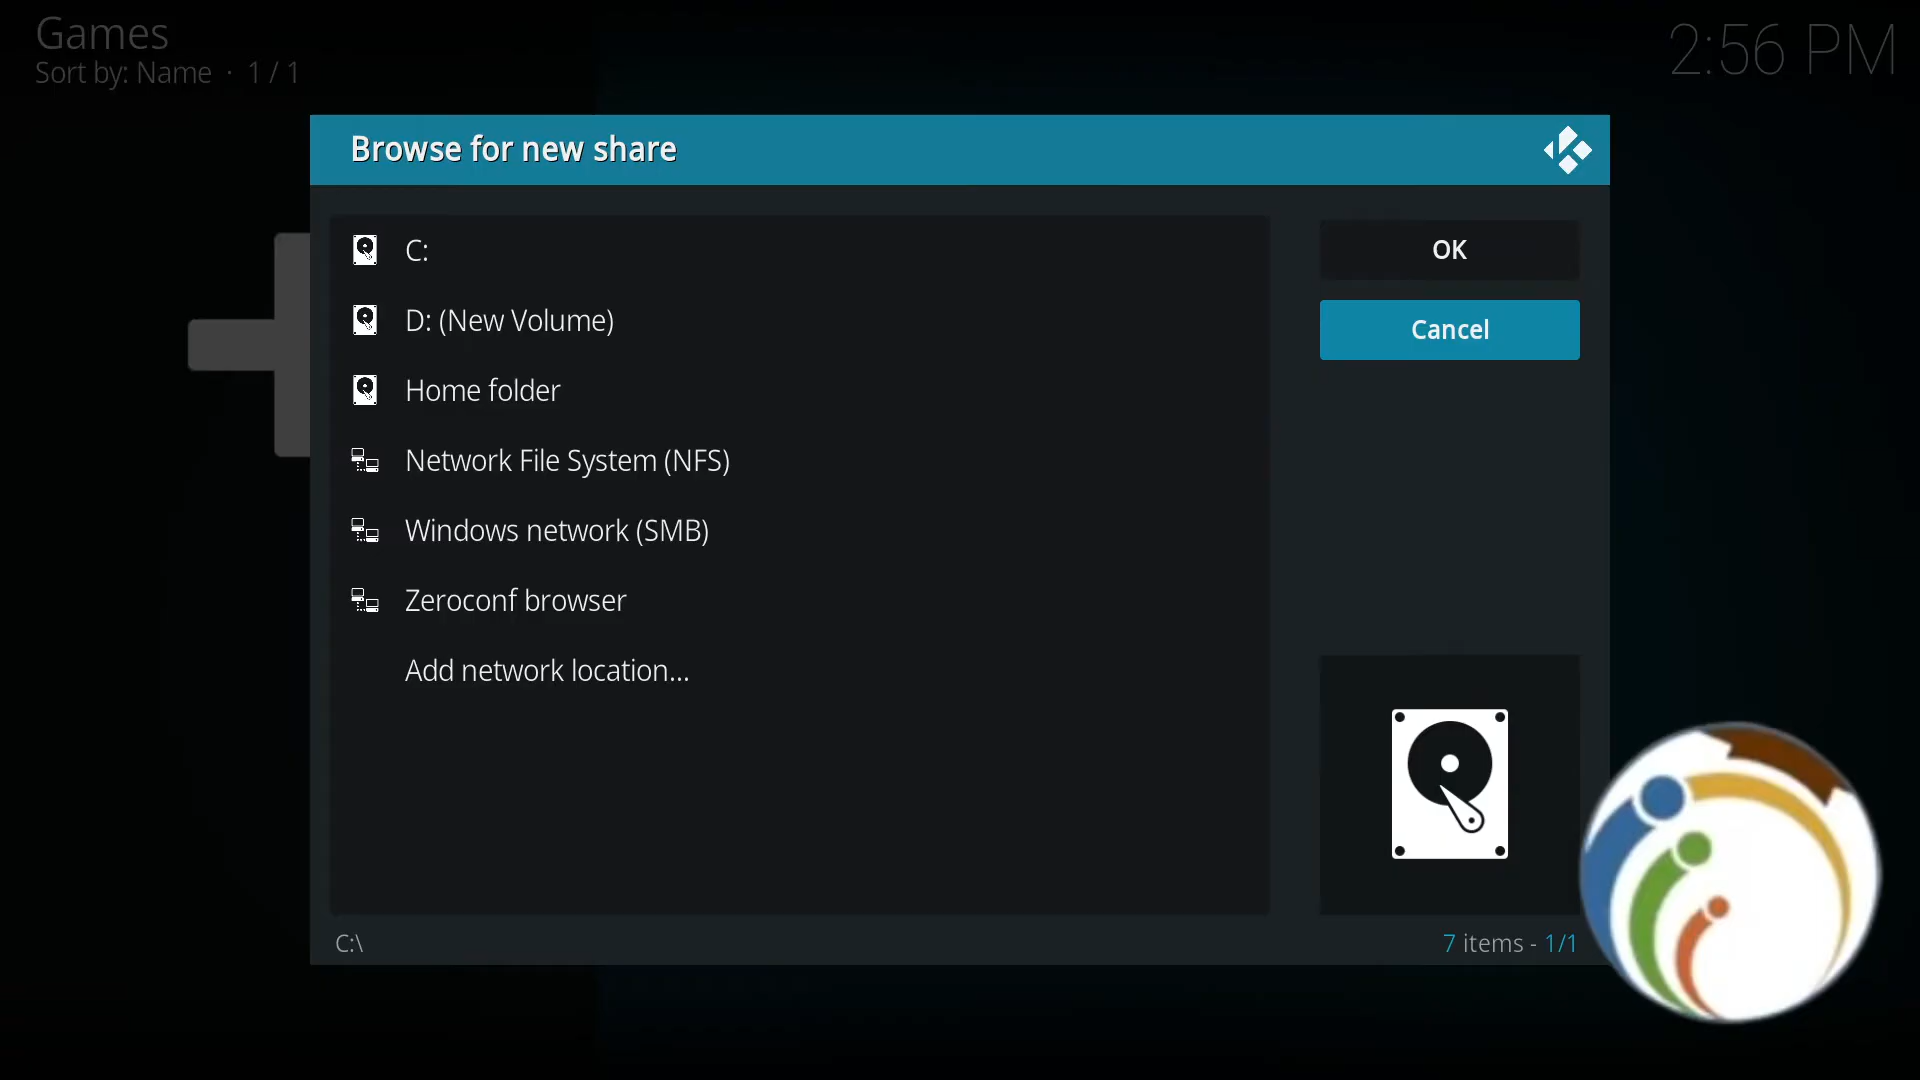 Games
Sort by: Name · 1 / 1
2:56 PM
Browse for new share
C:
D: (New Volume)
Home folder
Network File System (NFS)
Windows network (SMB)
Zeroconf browser
Add network location...
OK
Cancel
C:\
7 items - 1/1